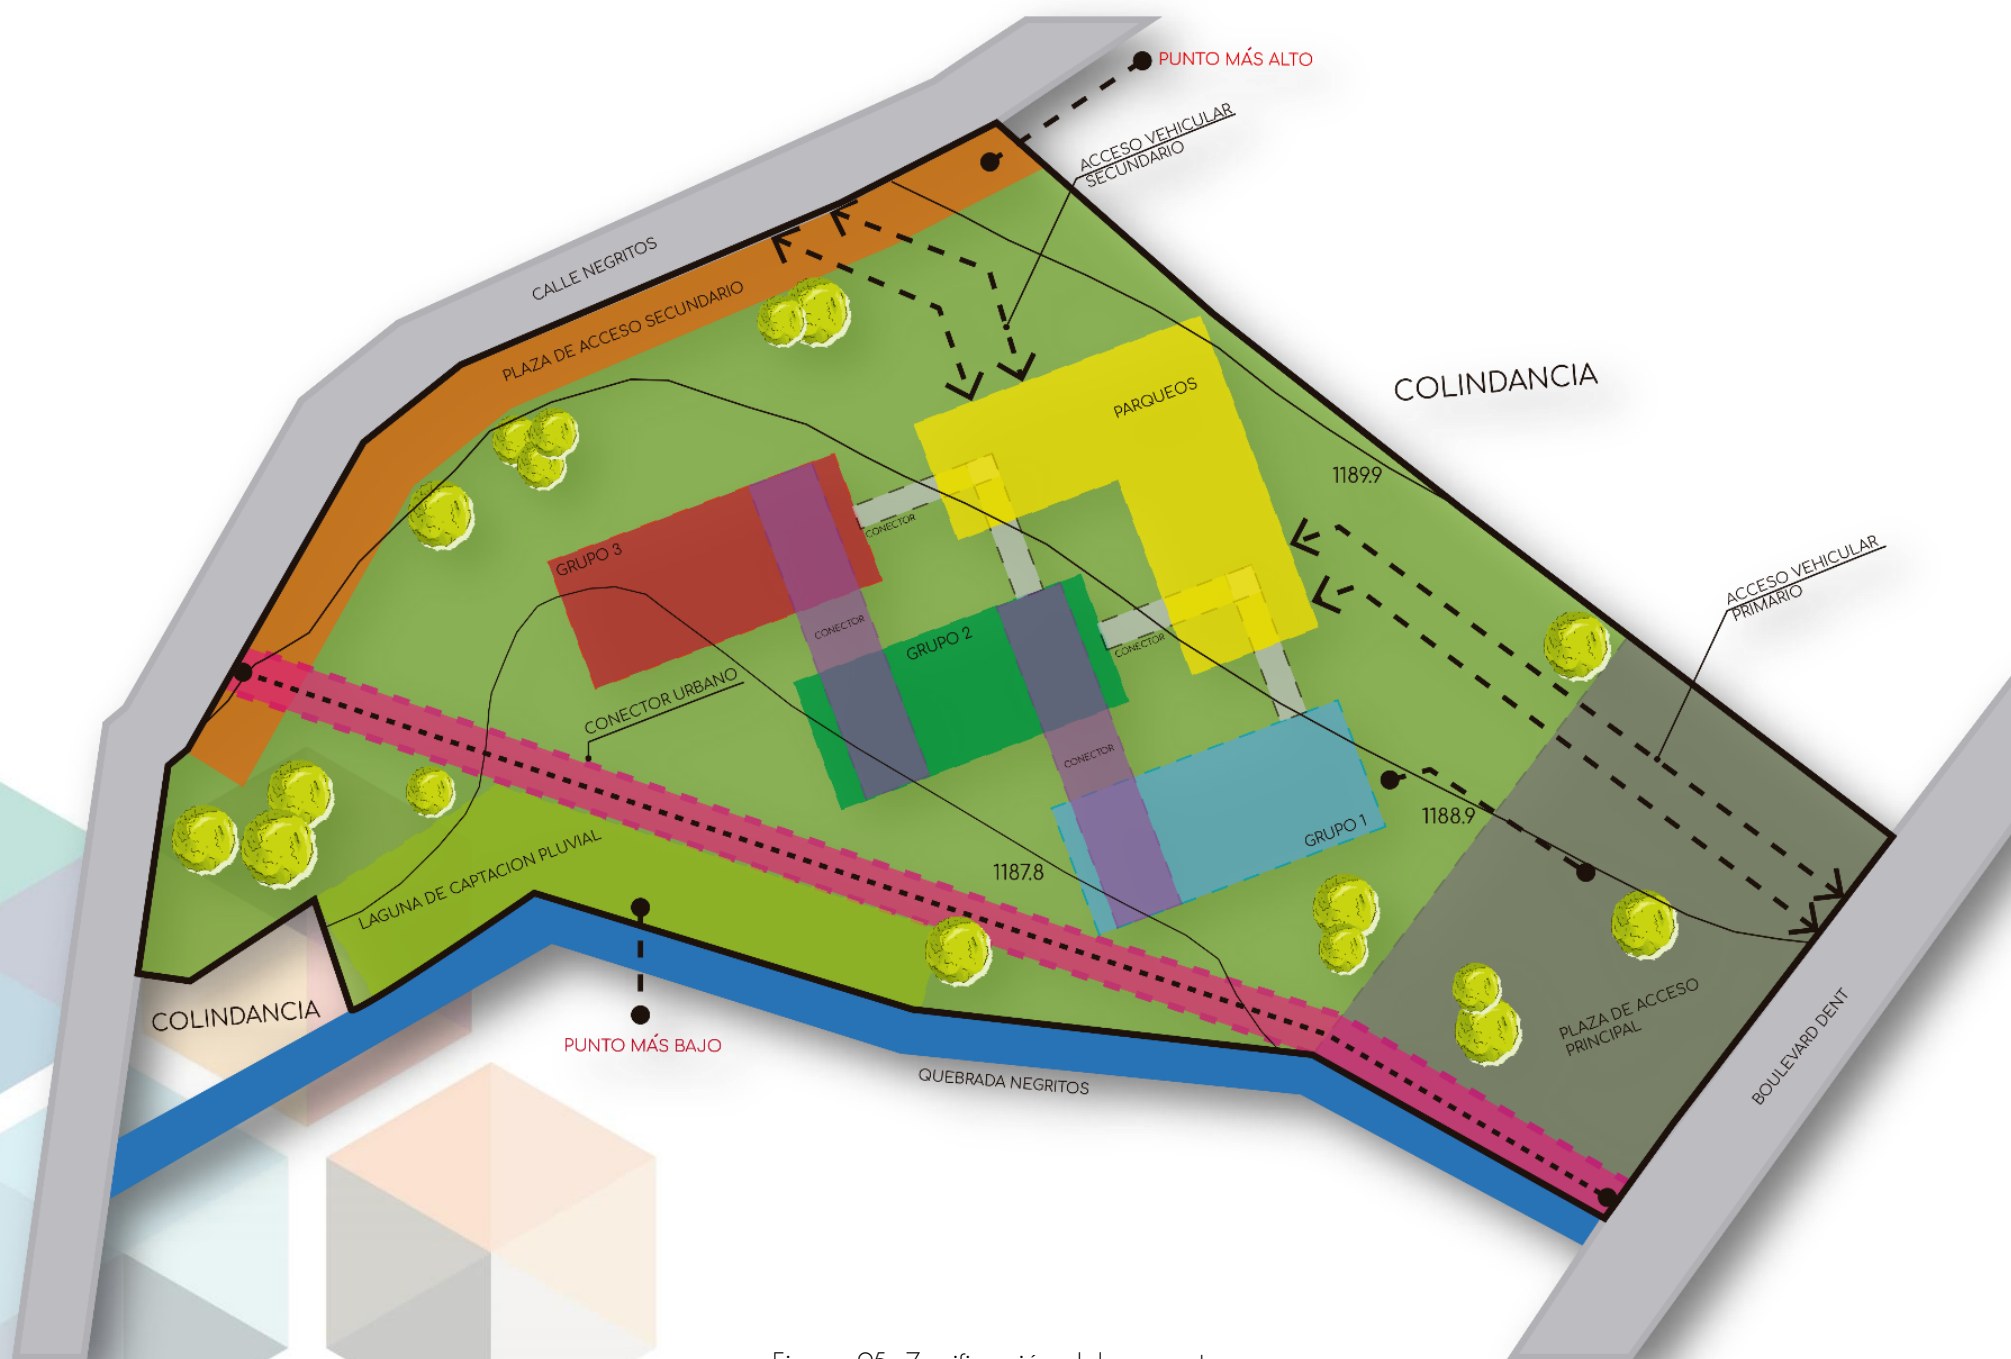 PUNTO MÁS ALTO
ACCESO VEHICULAR
SECUNDARIO
CALLE NEGRITOS
PLAZA DE ACCESO SECUNDARIO
COLINDANCIA
PARQUEOS
1189.9
CONECTOR
GRUPO 3
ACCESO VEHICULAR
PRIMARIO
CONECTOR
GRUPO 2
CONECTOR
CONECTOR URBANO
CONECTOR
1188.9
GRUPO 1
1187.8
LAGUNA DE CAPTACION PLUVIAL
COLINDANCIA
PLAZA DE ACCESO
PRINCIPAL
PUNTO MÁS BAJO
BOULEVARD DENT
QUEBRADA NEGRITOS